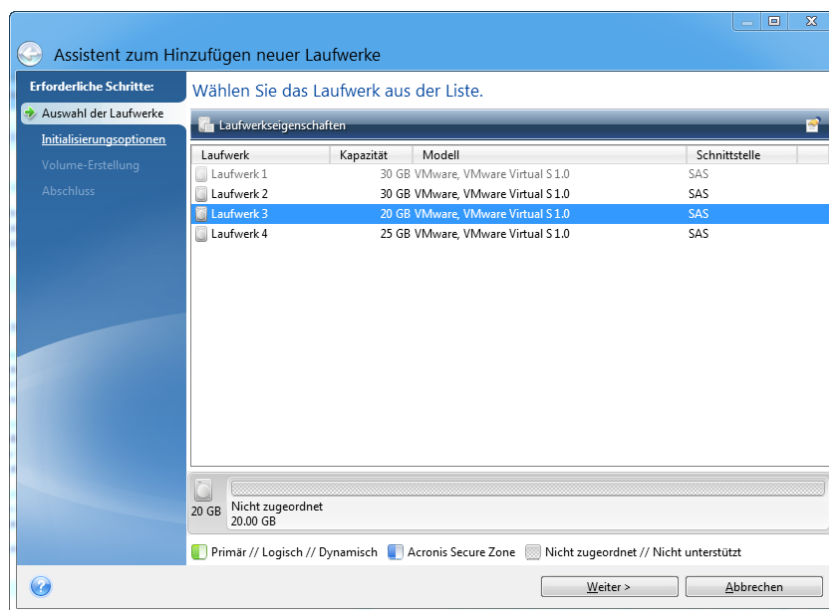 Assistent zum Hinzufügen neuer Laufwerke
Erforderliche Schritte:
Auswahl der Laufwerke
Initialisierungsoptionen
Volume-Erstellung
Abschluss
Wählen Sie das Laufwerk aus der Liste.
Laufwerkseigenschaften
Laufwerk Kapazität Modell Schnittstelle
Laufwerk 1 30 GB VMware, VMware Virtual S 1.0 SAS
Laufwerk 2 30 GB VMware, VMware Virtual S 1.0 SAS
Laufwerk 3 20 GB VMware, VMware Virtual S 1.0 SAS
Laufwerk 4 25 GB VMware, VMware Virtual S 1.0 SAS
20 GB Nicht zugeordnet
20.00 GB
Primär // Logisch // Dynamisch Acronis Secure Zone Nicht zugeordnet // Nicht unterstützt
? Weiter > Abbrechen